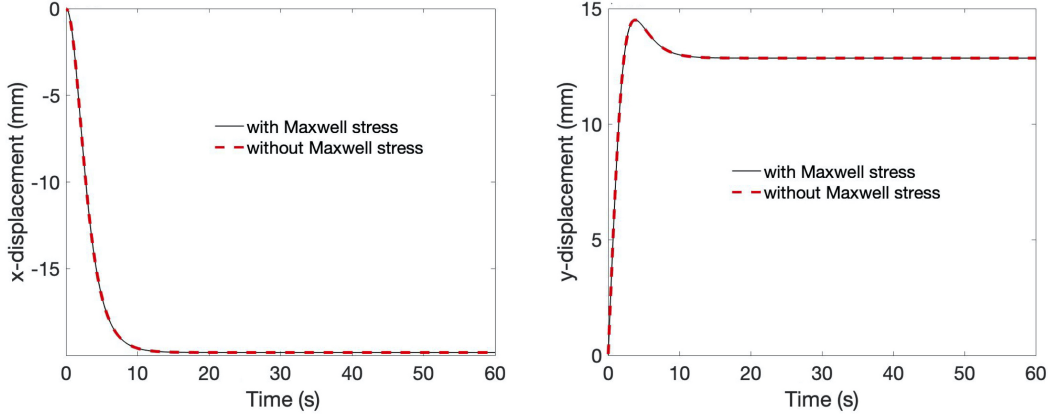 0
-5
-10
-15
x-displacement (mm)
with Maxwell stress
without Maxwell stress
0 10 20 30 40 50 60
Time (s)
15
10
5
0
y-displacement (mm)
with Maxwell stress
without Maxwell stress
0 10 20 30 40 50 60
Time (s)